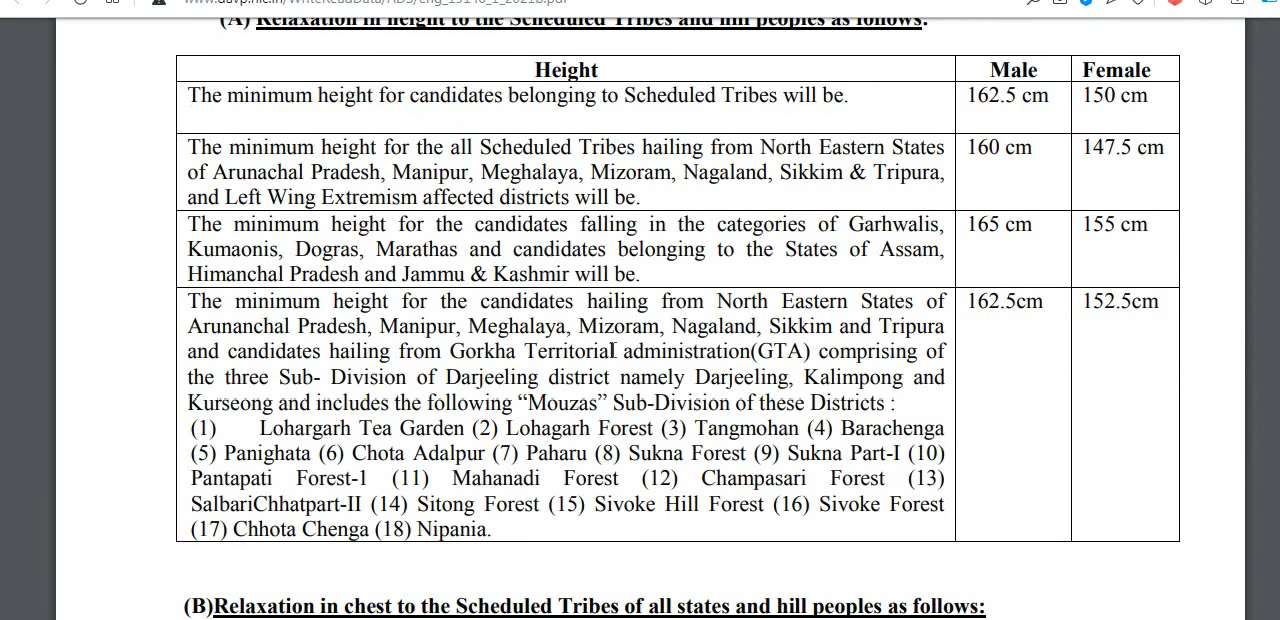 www.davp.nic.in/WriteReadData/ADS/eng_19140_1_2021b.pdf
(A) Relaxation in height to the Scheduled Tribes and hill peoples as follows:
Height Male Female
The minimum height for candidates belonging to Scheduled Tribes will be. 162.5 cm 150 cm
The minimum height for the all Scheduled Tribes hailing from North Eastern States 160 cm 147.5 cm
of Arunachal Pradesh, Manipur, Meghalaya, Mizoram, Nagaland, Sikkim & Tripura,
and Left Wing Extremism affected districts will be.
The minimum height for the candidates falling in the categories of Garhwalis, 165 cm 155 cm
Kumaonis, Dogras, Marathas and candidates belonging to the States of Assam,
Himanchal Pradesh and Jammu & Kashmir will be.
The minimum height for the candidates hailing from North Eastern States of 162.5cm 152.5cm
Arunanchal Pradesh, Manipur, Meghalaya, Mizoram, Nagaland, Sikkim and Tripura
and candidates hailing from Gorkha Territorial administration(GTA) comprising of
the three Sub- Division of Darjeeling district namely Darjeeling, Kalimpong and
Kurseong and includes the following “Mouzas” Sub-Division of these Districts :
(1) Lohargarh Tea Garden (2) Lohagarh Forest (3) Tangmohan (4) Barachenga
(5) Panighata (6) Chota Adalpur (7) Paharu (8) Sukna Forest (9) Sukna Part-I (10)
Pantapati Forest-1 (11) Mahanadi Forest (12) Champasari Forest (13)
SalbariChhatpart-II (14) Sitong Forest (15) Sivoke Hill Forest (16) Sivoke Forest
(17) Chhota Chenga (18) Nipania.
(B)Relaxation in chest to the Scheduled Tribes of all states and hill peoples as follows: